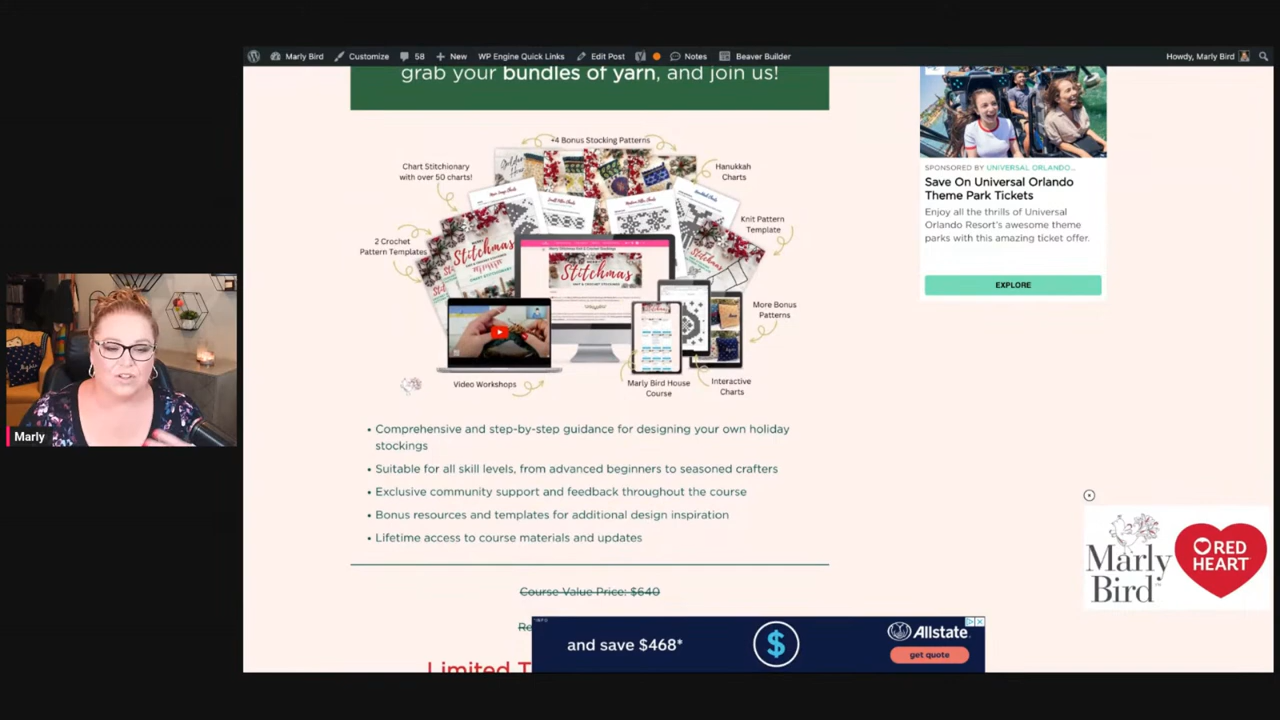 Marly Bird
Customize
58
New
WP Engine Quick Links
Edit Post
Notes
Beaver Builder
Howdy, Marly Bird
grab your bundles of yarn, and join us!
+4 Bonus Stocking Patterns
Chart Stitchionary
with over 50 charts!
Hanukkah
Charts
Knit Pattern
Template
2 Crochet
Pattern Templates
Stitchmas
Stitchmas
Stitchmas
More Bonus
Patterns
Video Workshops
Marly Bird House
Course
Interactive
Charts
• Comprehensive and step-by-step guidance for designing your own holiday
stockings
• Suitable for all skill levels, from advanced beginners to seasoned crafters
• Exclusive community support and feedback throughout the course
• Bonus resources and templates for additional design inspiration
• Lifetime access to course materials and updates
Course Value Price: $640
Re
Limited T
SPONSORED BY UNIVERSAL ORLANDO...
Save On Universal Orlando
Theme Park Tickets
Enjoy all the thrills of Universal
Orlando Resort's awesome theme
parks with this amazing ticket offer.
EXPLORE
Marly
Marly
Bird
RED
HEART
and save $468*
Allstate
get quote